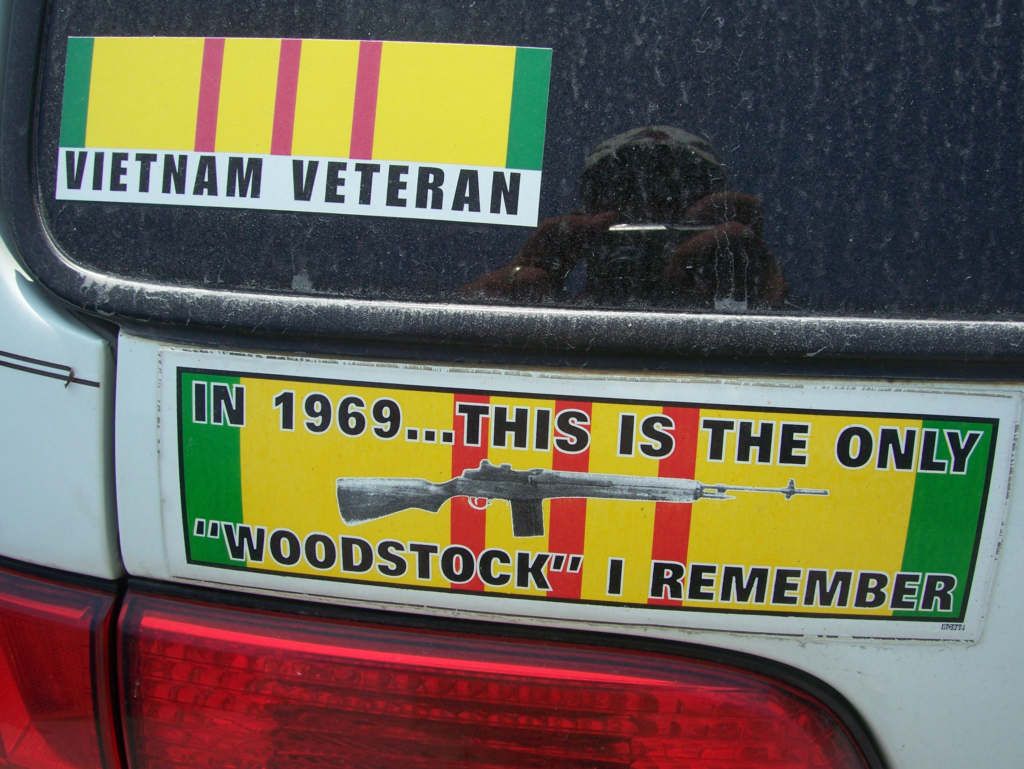 VIETNAM VETERAN
IN 1969...THIS IS THE ONLY
"WOODSTOCK" I REMEMBER